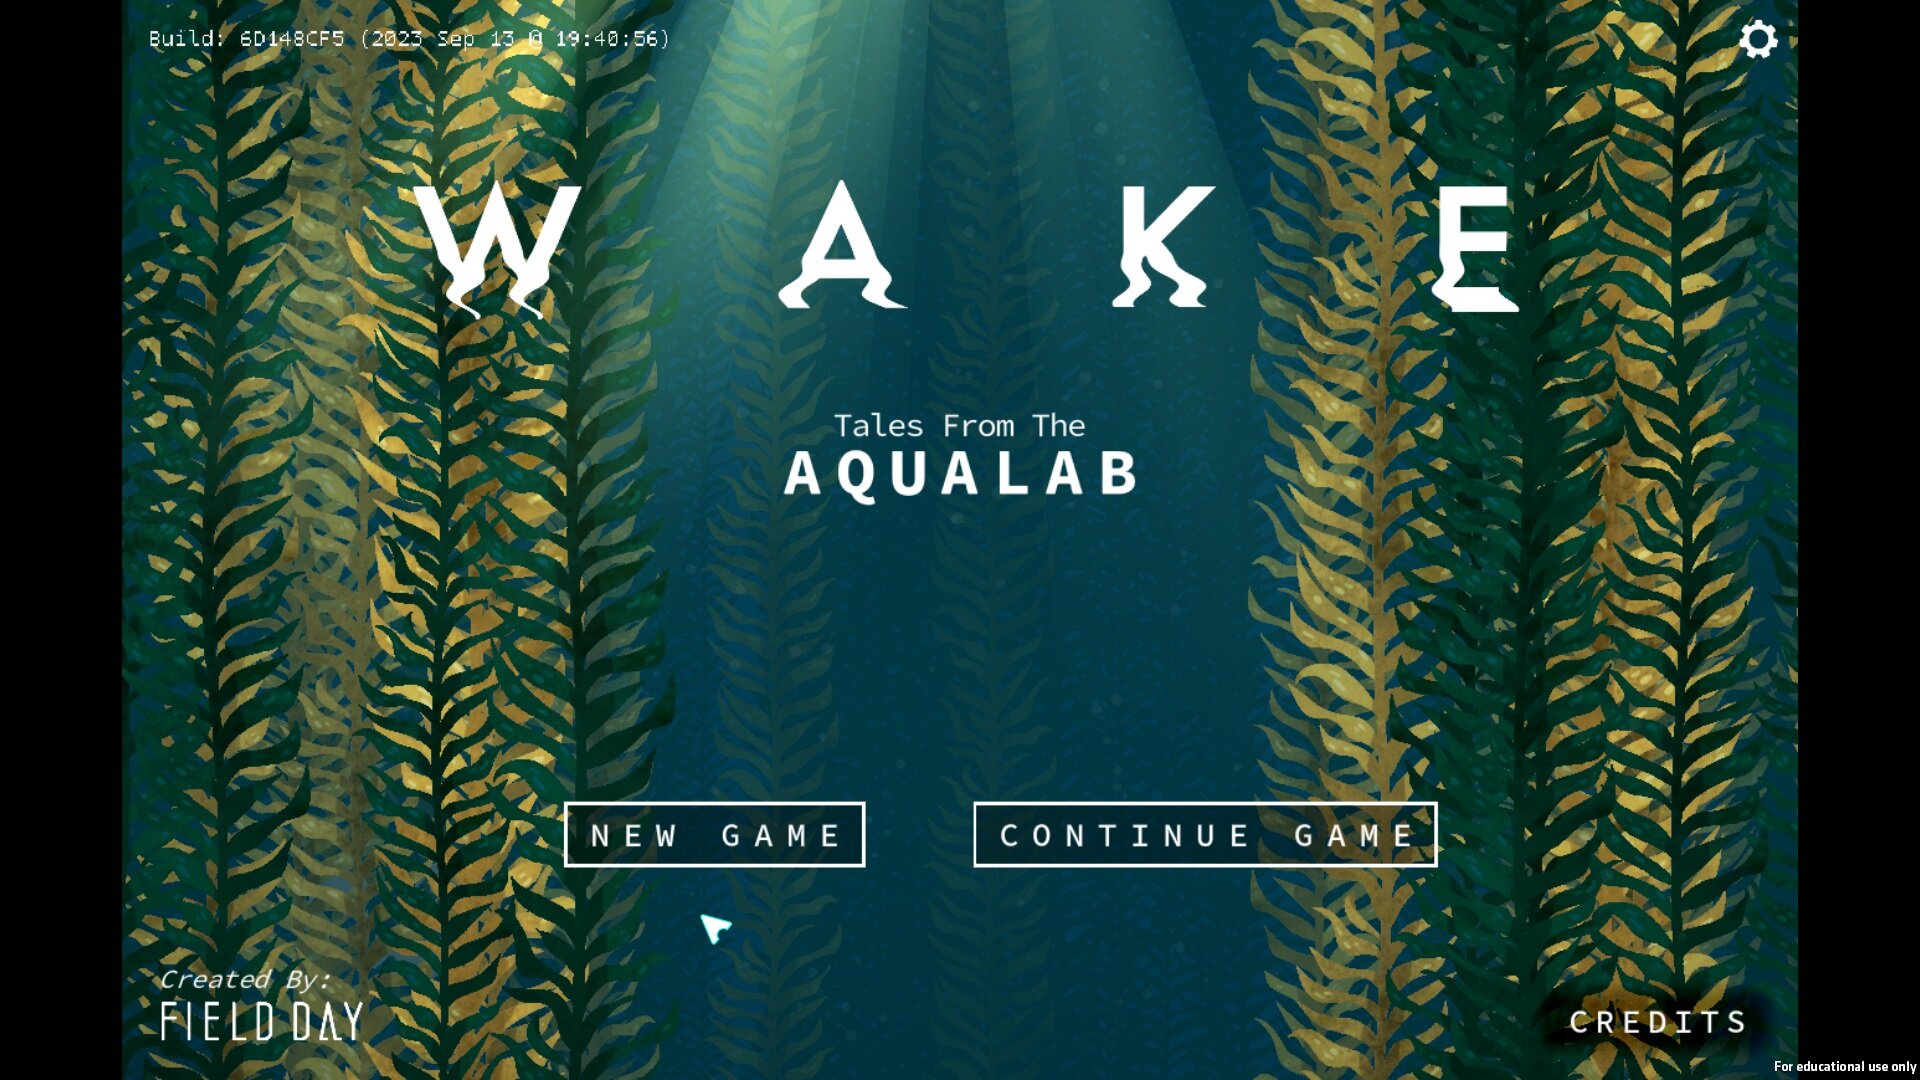 Build: 6D148CF5 (2023 Sep 13 @ 19:40:56)
WAKE
Tales From The
AQUALAB
NEW GAME
CONTINUE GAME
Created By:
FIELD DAY
CREDITS
For educational use only